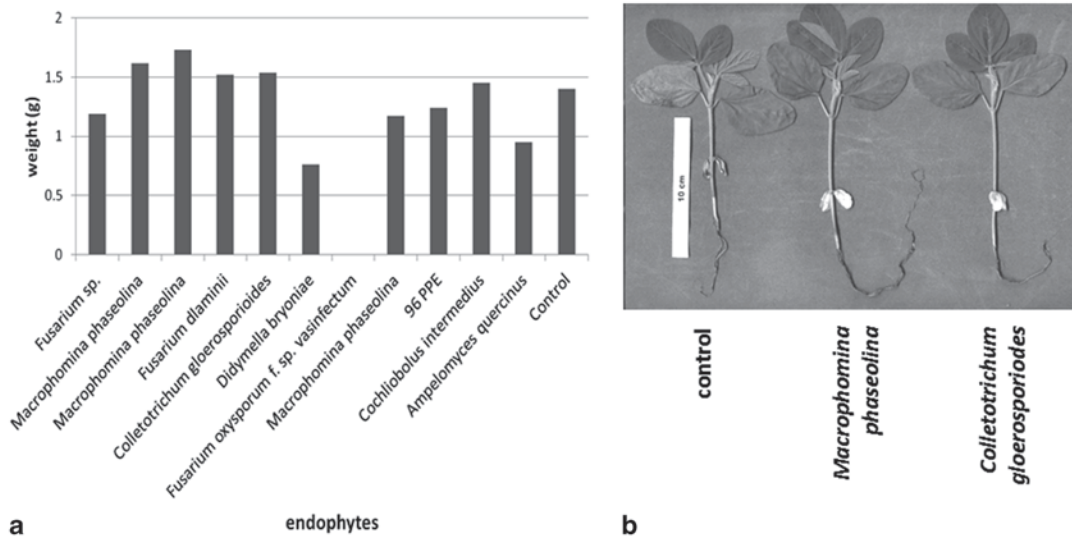 2
1.5
1
0.5
0
weight (g)
Fusarium sp.
Macrophomina phaseolina
Macrophomina phaseolina
Fusarium dlaminii
Colletotrichum gloerosporioides
Didymella bryoniae
Fusarium oxysporum f. sp. vasinfectum
Macrophomina phaseolina
96 PPE
Cochliobolus intermedius
Ampelomyces quercinus
Control
endophytes
a
10 cm
control
Macrophomina
phaseolina
Colletotrichum
gloerosporioides
b